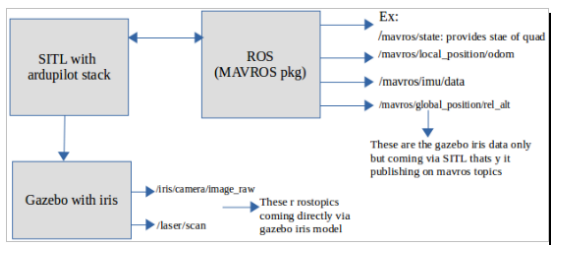 SITL with
ardupilot stack
ROS
(MAVROS pkg)
Ex:
/mavros/state: provides stae of quad
/mavros/local_position/odom
/mavros/imu/data
/mavros/global_position/rel_alt
These are the gazebo iris data only
but coming via SITL thats y it
publishing on mavros topics
Gazebo with iris
/iris/camera/image_raw
/laser/scan
These r rostopics
coming directly via
gazebo iris model